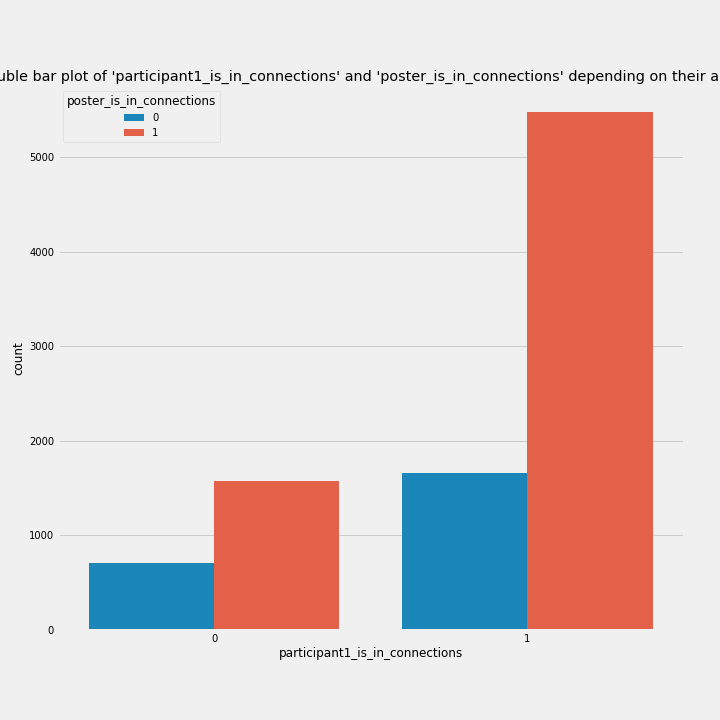 uble bar plot of 'participant1_is_in_connections' and 'poster_is_in_connections' depending on their a
poster_is_in_connections
0
1
5000
4000
3000
2000
1000
0
count
0 1
participant1_is_in_connections